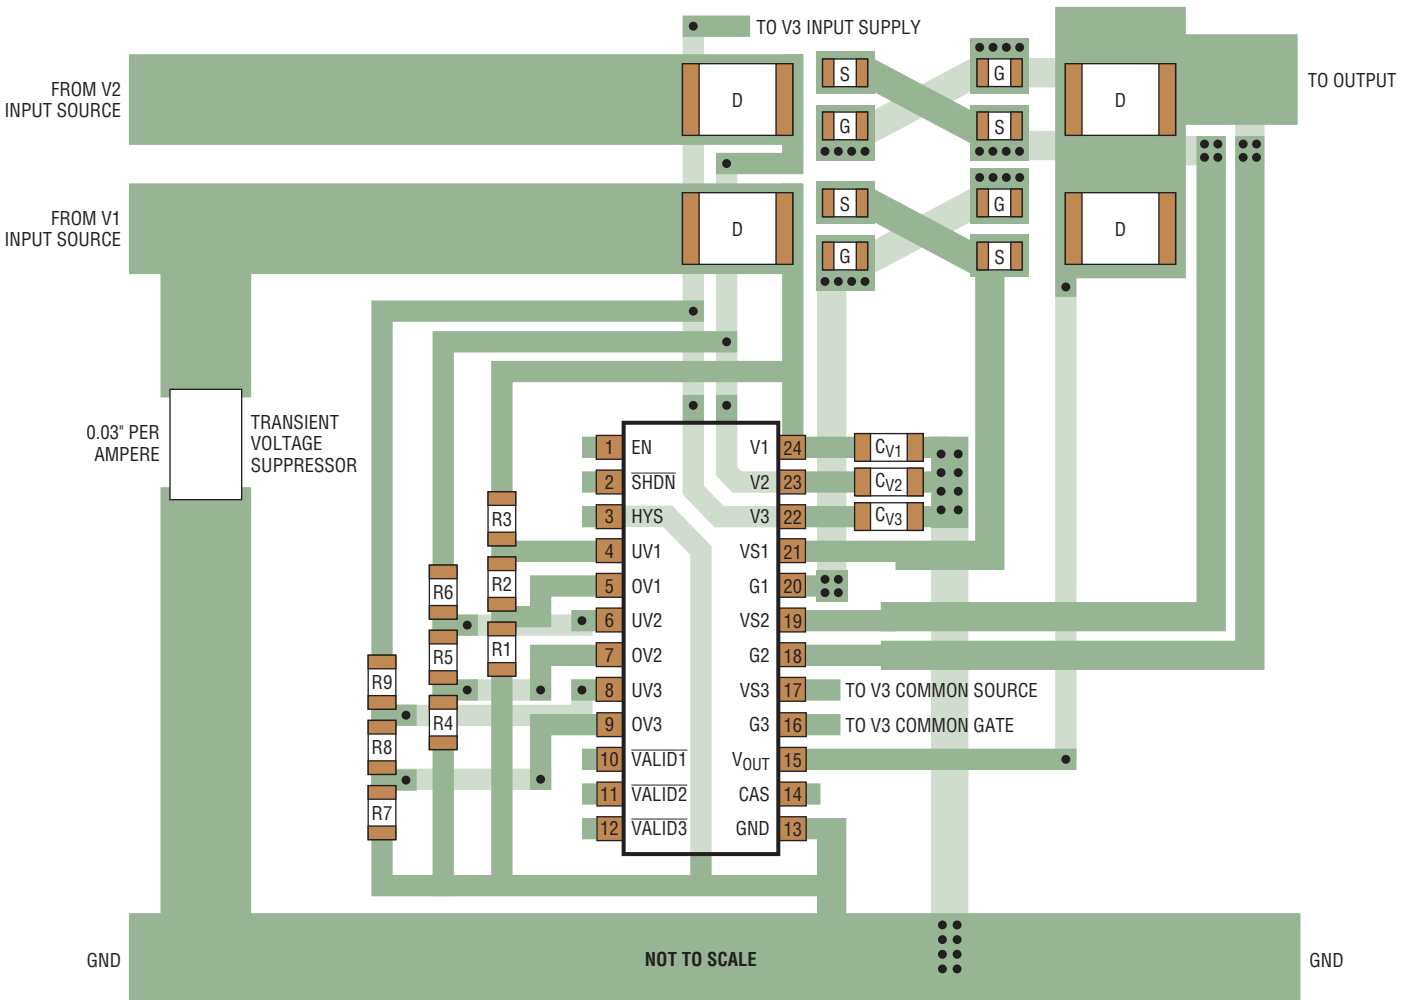 TO V3 INPUT SUPPLY
FROM V2
INPUT SOURCE
D
S
G
G
S
D
TO OUTPUT
FROM V1
INPUT SOURCE
D
S
G
G
S
D
0.03" PER
AMPERE
TRANSIENT
VOLTAGE
SUPPRESSOR
R3
R2
R1
R6
R5
R4
R9
R8
R7
1 EN
2 SHDN
3 HYS
4 UV1
5 OV1
6 UV2
7 OV2
8 UV3
9 OV3
10 VALID1
11 VALID2
12 VALID3
V1 24
V2 23
V3 22
VS1 21
G1 20
VS2 19
G2 18
VS3 17
G3 16
VOUT 15
CAS 14
GND 13
CV1
CV2
CV3
TO V3 COMMON SOURCE
TO V3 COMMON GATE
GND
NOT TO SCALE
GND